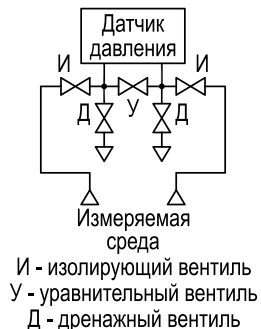 Датчик
давления
И
И
Д
У
Д
Измеряемая
среда
И - изолирующий вентиль
У - уравнительный вентиль
Д - дренажный вентиль